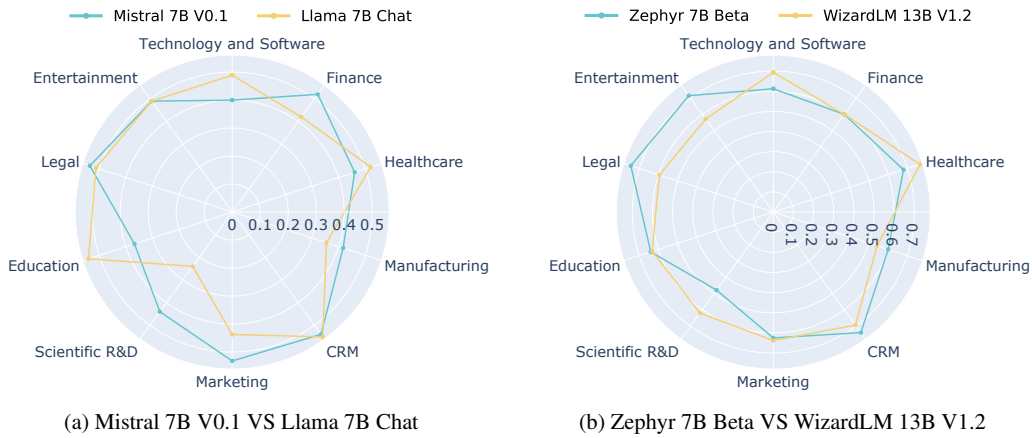 Mistral 7B V0.1 Llama 7B Chat
Technology and Software
Entertainment Finance
Legal Healthcare
0 0.1 0.2 0.3 0.4 0.5
Education Manufacturing
Scientific R&D CRM
Marketing
(a) Mistral 7B V0.1 VS Llama 7B Chat
Zephyr 7B Beta WizardLM 13B V1.2
Technology and Software
Entertainment Finance
Legal Healthcare
0 0.1 0.2 0.3 0.4 0.5 0.6 0.7
Education Manufacturing
Scientific R&D CRM
Marketing
(b) Zephyr 7B Beta VS WizardLM 13B V1.2